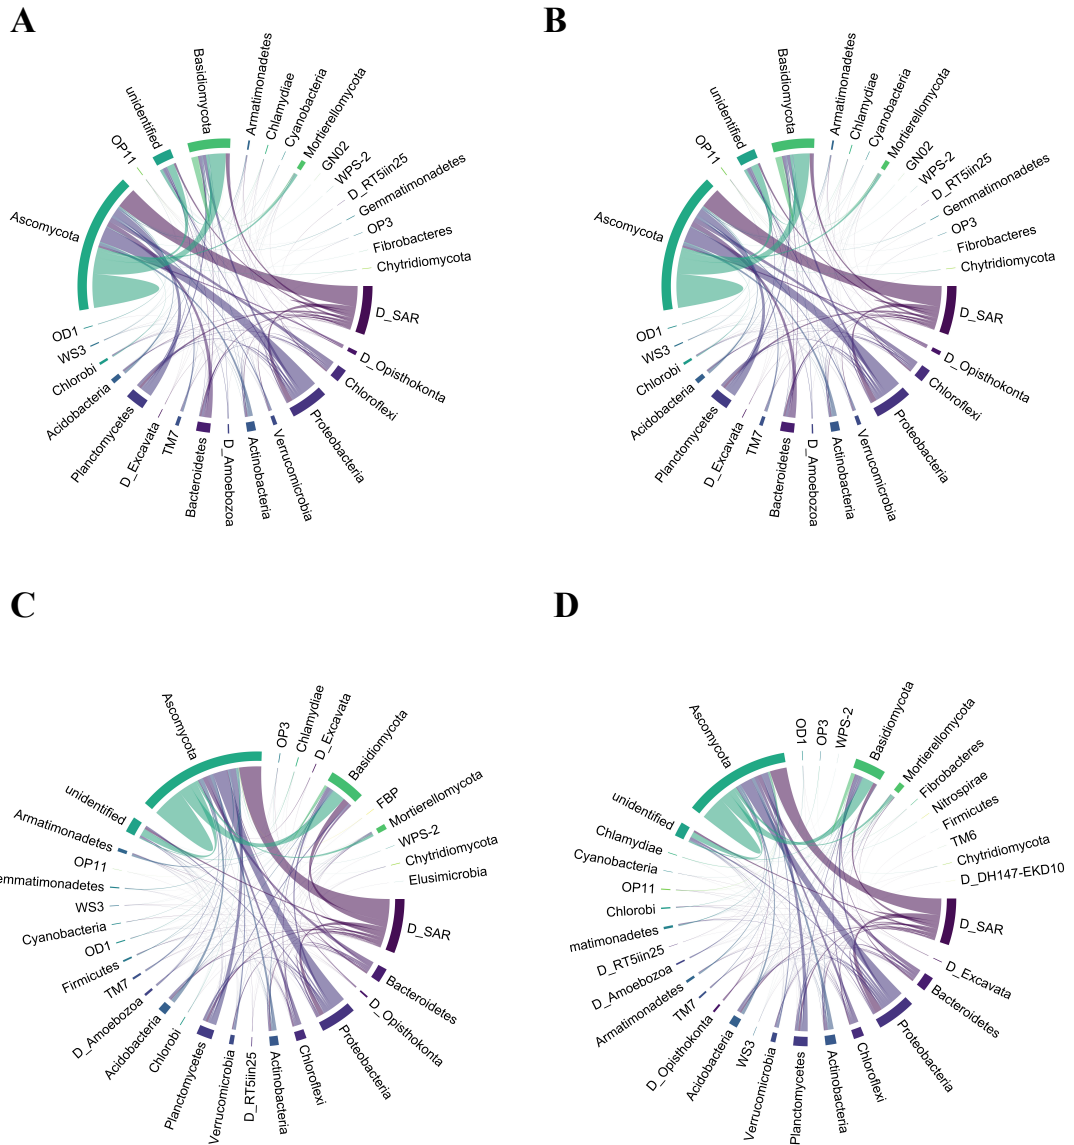 A
B
Ascomycota
OP11
unidentified
Basidiomycota
Armatimonadetes
Chlamydiae
Cyanobacteria
Mortierellomycota
GN02
WPS-2
D_RT5iin25
Gemmatimonadetes
OP3
Fibrobacteres
Chytridiomycota
D_SAR
D_Opisthokonta
Chloroflexi
Proteobacteria
Verrucomicrobia
Actinobacteria
D_Amoebozoa
Bacteroidetes
TM7
D_Excavata
Planctomycetes
Acidobacteria
Chlorobi
WS3
OD1
Ascomycota
OP11
unidentified
Basidiomycota
Armatimonadetes
Chlamydiae
Cyanobacteria
Mortierellomycota
GN02
WPS-2
D_RT5iin25
Gemmatimonadetes
OP3
Fibrobacteres
Chytridiomycota
D_SAR
D_Opisthokonta
Chloroflexi
Proteobacteria
Verrucomicrobia
Actinobacteria
D_Amoebozoa
Bacteroidetes
TM7
D_Excavata
Planctomycetes
Acidobacteria
Chlorobi
WS3
OD1
C
D
Ascomycota
OP3
Chlamydiae
D_Excavata
Basidiomycota
FBP
Mortierellomycota
WPS-2
Chytridiomycota
Elusimicrobia
D_SAR
Bacteroidetes
D_Opisthokonta
Proteobacteria
Chloroflexi
Actinobacteria
D_RT5iin25
Verrucomicrobia
Planctomycetes
Chlorobi
Acidobacteria
D_Amoebozoa
TM7
Firmicutes
OD1
Cyanobacteria
WS3
emmatimonadetes
OP11
Armatimonadetes
unidentified
Ascomycota
OD1
OP3
WPS-2
Basidiomycota
Mortierellomycota
Fibrobacteres
Nitrospirae
Firmicutes
TM6
Chytridiomycota
D_DH147-EKD10
D_SAR
D_Excavata
Bacteroidetes
Proteobacteria
Chloroflexi
Actinobacteria
Planctomycetes
Verrucomicrobia
WS3
Acidobacteria
D_Opisthokonta
TM7
Armatimonadetes
D_Amoebozoa
D_RT5iin25
matimonadetes
Chlorobi
OP11
Cyanobacteria
Chlamydiae
unidentified